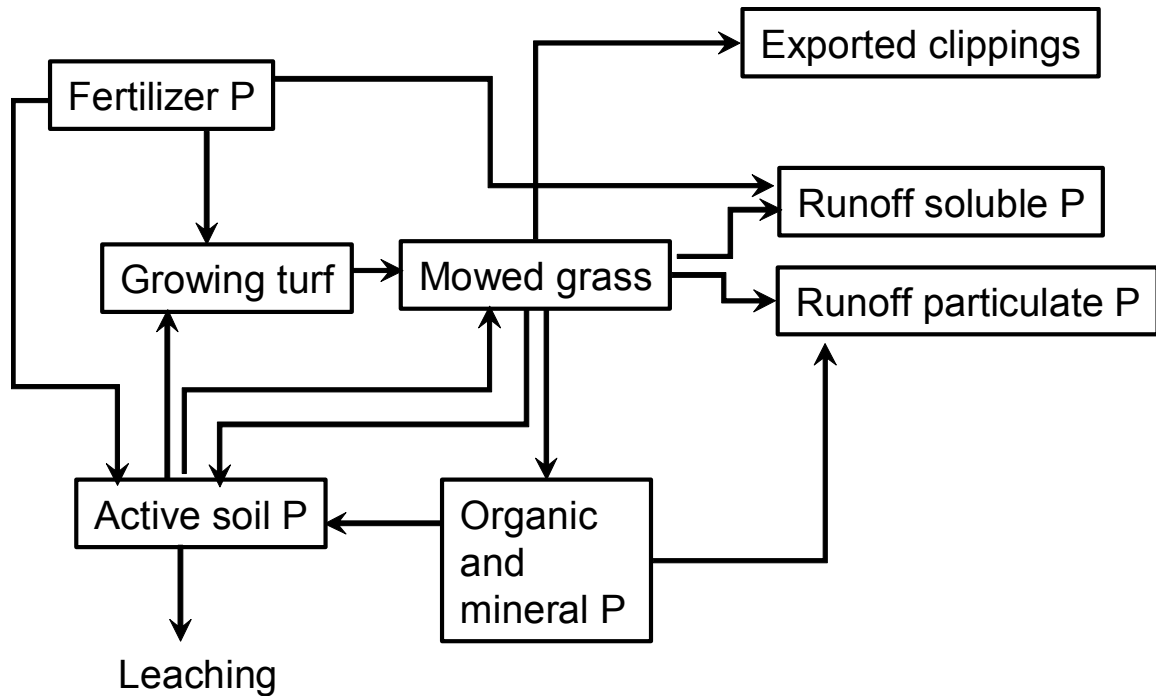 Exported clippings
Fertilizer P
Runoff soluble P
Growing turf
Mowed grass
Runoff particulate P
Active soil P
Organic
and
mineral P
Leaching